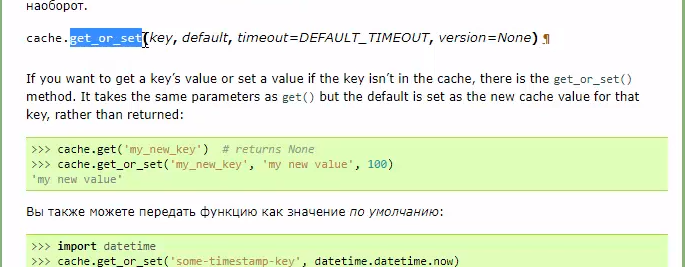 наоборот.
cache.get_or_set(key, default, timeout=DEFAULT_TIMEOUT, version=None) ¶
If you want to get a key’s value or set a value if the key isn’t in the cache, there is the get_or_set()
method. It takes the same parameters as get() but the default is set as the new cache value for that
key, rather than returned:
>>> cache.get('my_new_key')  # returns None
>>> cache.get_or_set('my_new_key', 'my new value', 100)
'my new value'
Вы также можете передать функцию как значение по умолчанию:
>>> import datetime
>>> cache.get_or_set('some-timestamp-key', datetime.datetime.now)